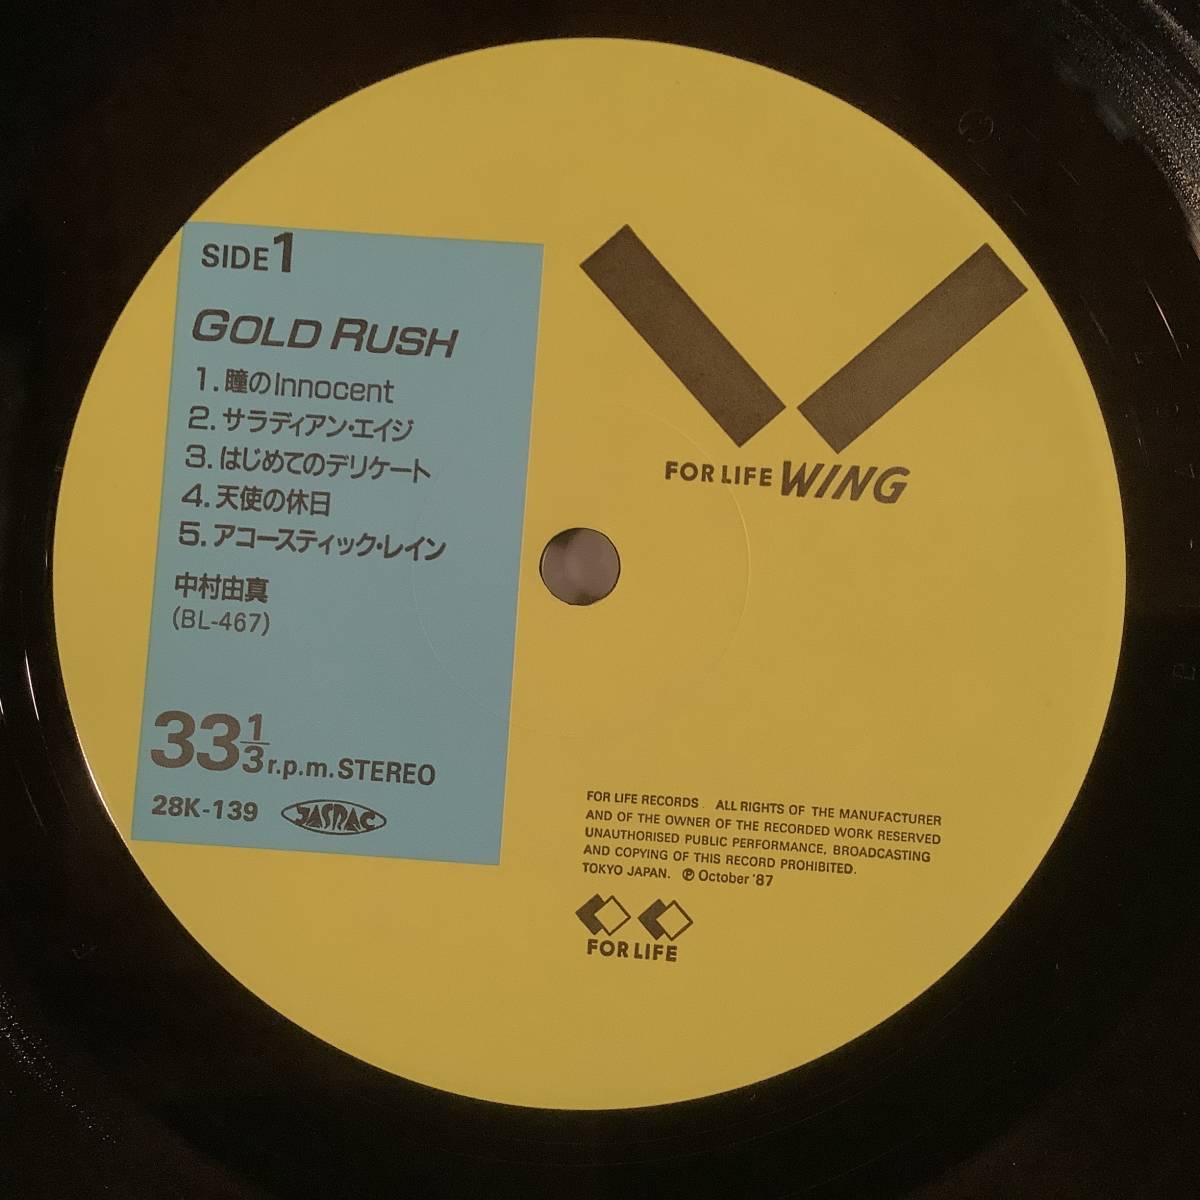 SIDE 1
GOLD RUSH
1. 瞳のInnocent
2. サラディアン・エイジ
3. はじめてのデリケート
4. 天使の休日
5. アコースティック・レイン
中村由真
(BL-467)
33 1/3 r.p.m. STEREO
28K-139 JASRAC
FOR LIFE WING
FOR LIFE RECORDS. ALL RIGHTS OF THE MANUFACTURER
AND OF THE OWNER OF THE RECORDED WORK RESERVED
UNAUTHORISED PUBLIC PERFORMANCE, BROADCASTING
AND COPYING OF THIS RECORD PROHIBITED.
TOKYO JAPAN. ℗ October '87
FOR LIFE